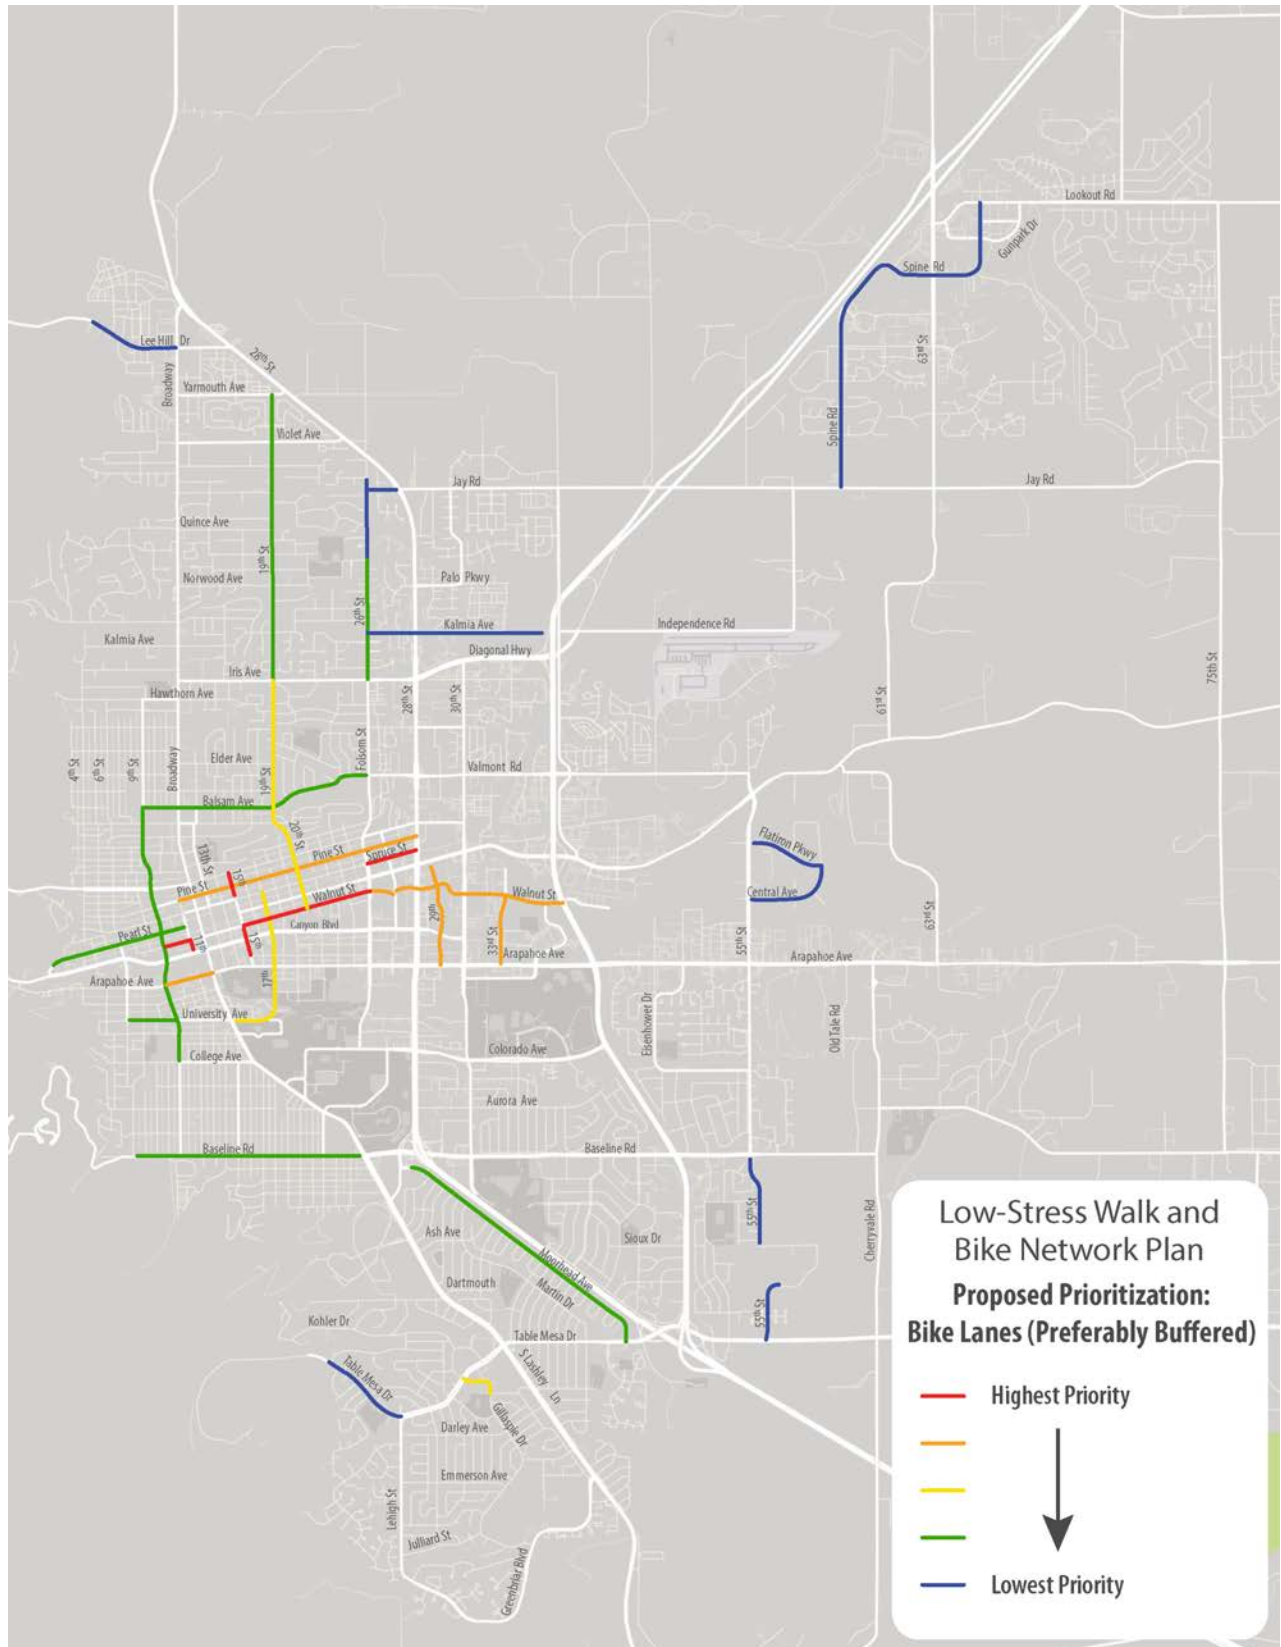 Lookout Rd
Gunpark Dr
Spine Rd
Lee Hill Dr
63rd St
28th St
Broadway
Yarmouth Ave
Spine Rd
Violet Ave
Jay Rd
Jay Rd
Quince Ave
19th St
Norwood Ave
Palo Pkwy
26th St
Kalmia Ave
Independence Rd
Kalmia Ave
Diagonal Hwy
Iris Ave
75th St
Hawthorn Ave
28th St
30th St
61st St
Folsom St
4th St
6th St
9th St
Broadway
Elder Ave
19th St
Valmont Rd
Balsam Ave
20th St
Flatiron Pkwy
13th St
Pine St
Spruce St
15th
Pine St
Walnut St
Walnut St
Central Ave
29th
63rd St
Canyon Blvd
Pearl St
11th
15th
33rd St
55th St
Arapahoe Ave
Arapahoe Ave
Arapahoe Ave
17th
University Ave
Eisenhower Dr
Old Tale Rd
College Ave
Colorado Ave
Aurora Ave
Baseline Rd
Baseline Rd
55th St
Cherryvale Rd
Ash Ave
Sioux Dr
Moorhead Ave
Dartmouth
Martin Dr
55th St
Kohler Dr
Table Mesa Dr
Table Mesa Dr
S Lashley Ln
Gillaspie Dr
Darley Ave
Emmerson Ave
Lehigh St
Julliard St
Greenbriar Blvd
Low-Stress Walk and
Bike Network Plan
Proposed Prioritization:
Bike Lanes (Preferably Buffered)
Highest Priority
Lowest Priority